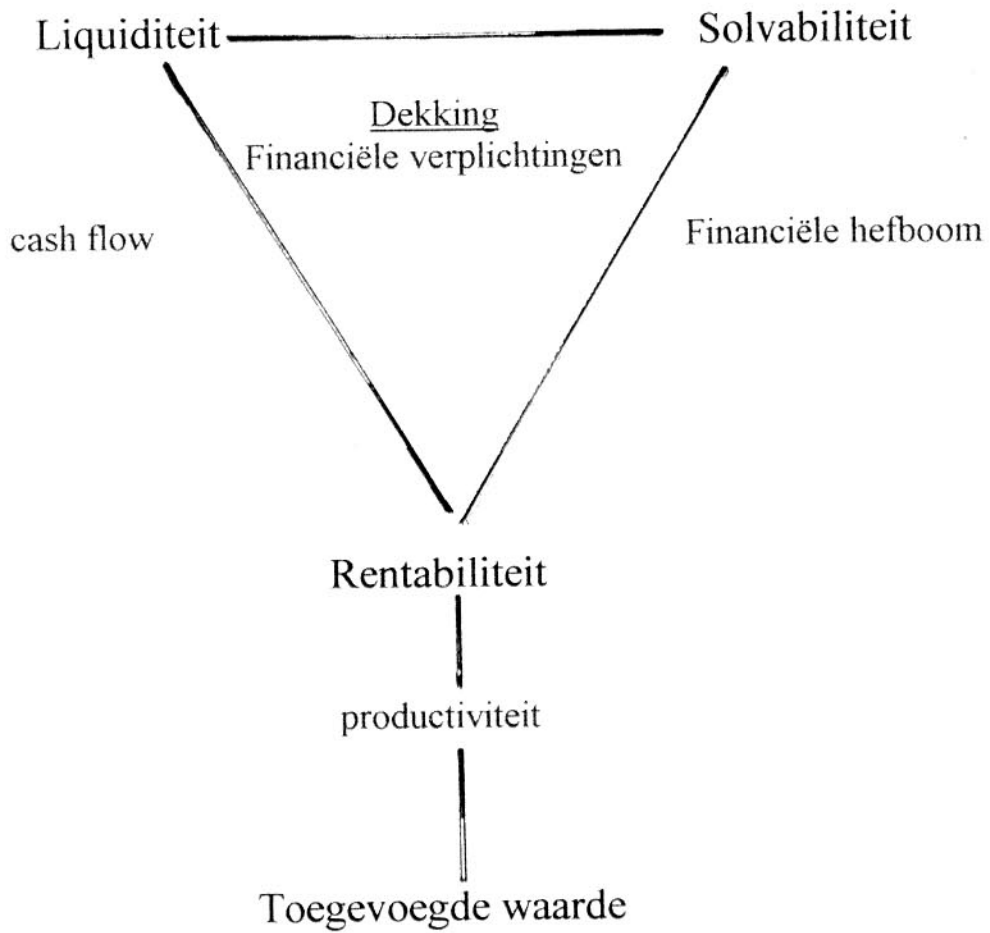 Liquiditeit
Solvabiliteit
Dekking
Financiële verplichtingen
cash flow
Financiële hefboom
Rentabiliteit
productiviteit
Toegevoegde waarde